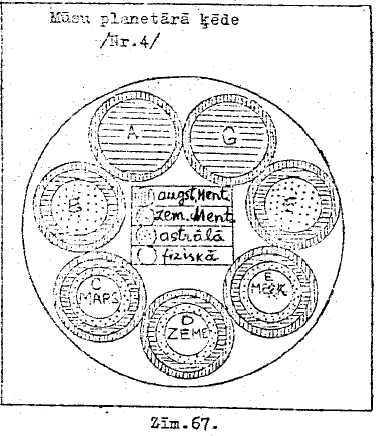 Mūsu planetārā ķēde
/Nr.4/
A
G
B
F
augst.Ment
zem.Ment
astrālā
fiziskā
C
MARS
E
MERK
D
ZEME
Zīm.67.